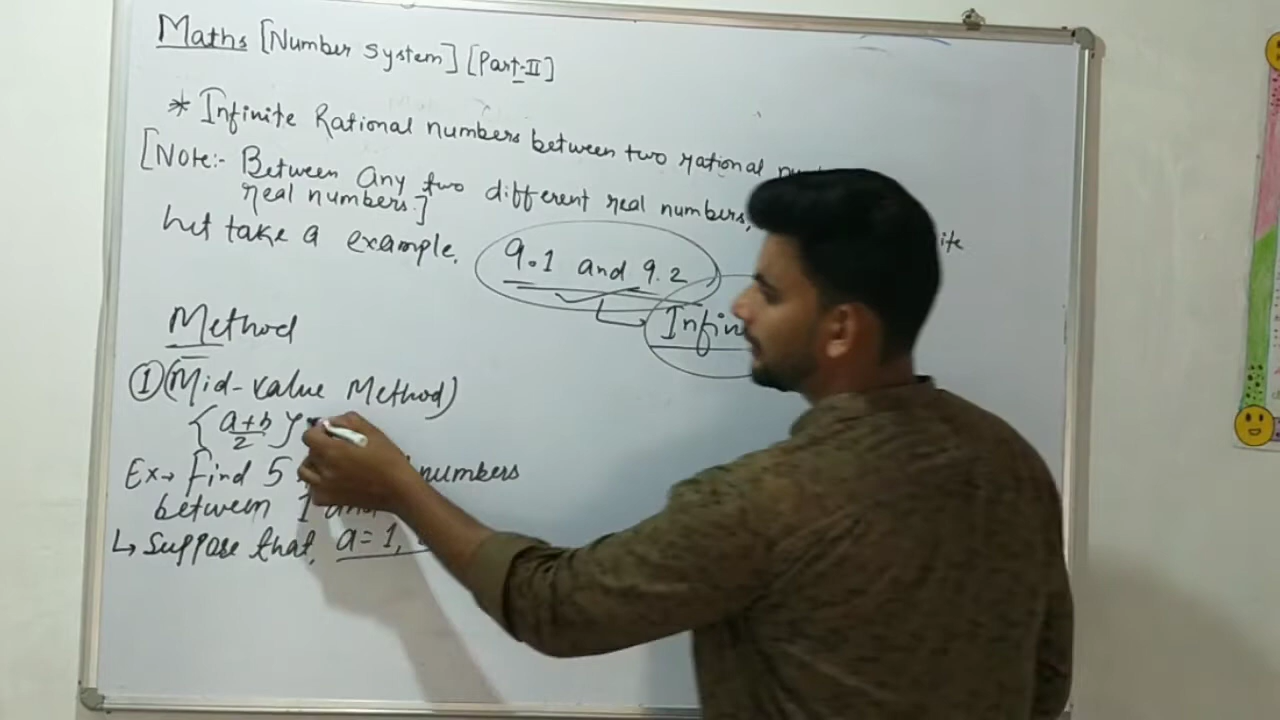 Maths [Number System] [Part-II]
* Infinite Rational numbers between two rational
[Note:- Between any two different real numbers,
real numbers.]
let take a example. 9.1 and 9.2
Method
① (Mid-value Method)
{a+b/2}
Ex→ Find 5 numbers
between 1 and
↳ Suppose that, a=1,